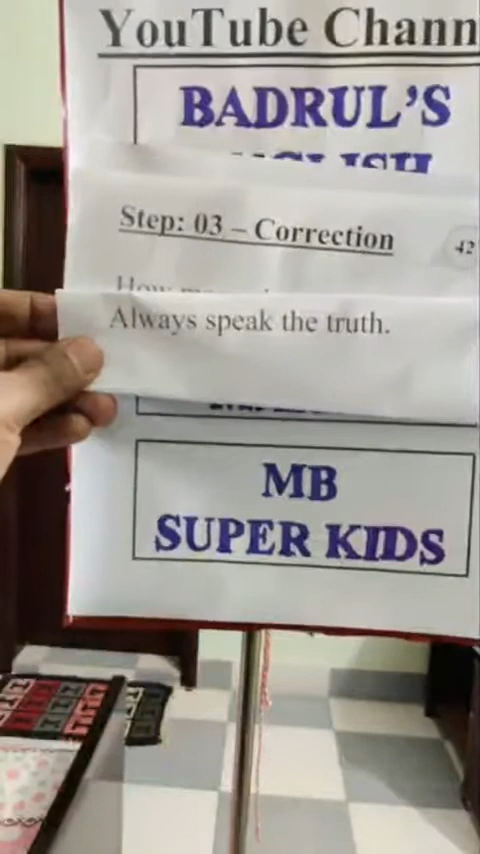 YouTube Chann
BADRUL'S
Step: 03 – Correction
42
Always speak the truth.
MB
SUPER KIDS